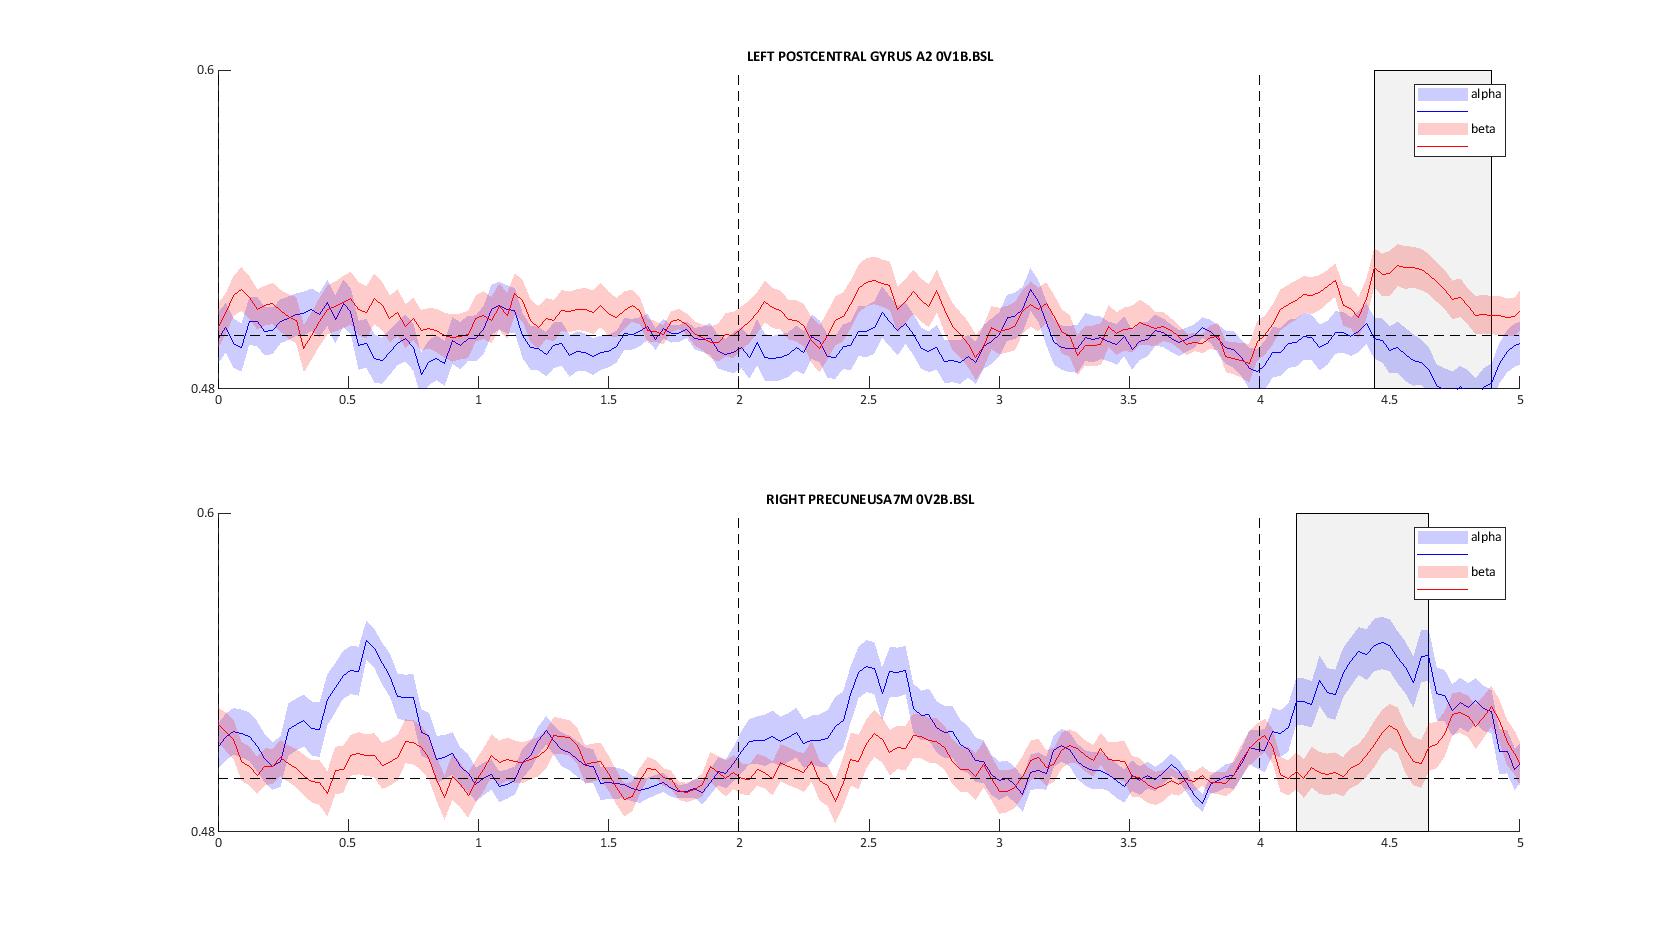 LEFT POSTCENTRAL GYRUS A2 0V1B.BSL
0.6
alpha
beta
0.48
0 0.5 1 1.5 2 2.5 3 3.5 4 4.5 5
RIGHT PRECUNEUSA7M 0V2B.BSL
0.6
alpha
beta
0.48
0 0.5 1 1.5 2 2.5 3 3.5 4 4.5 5